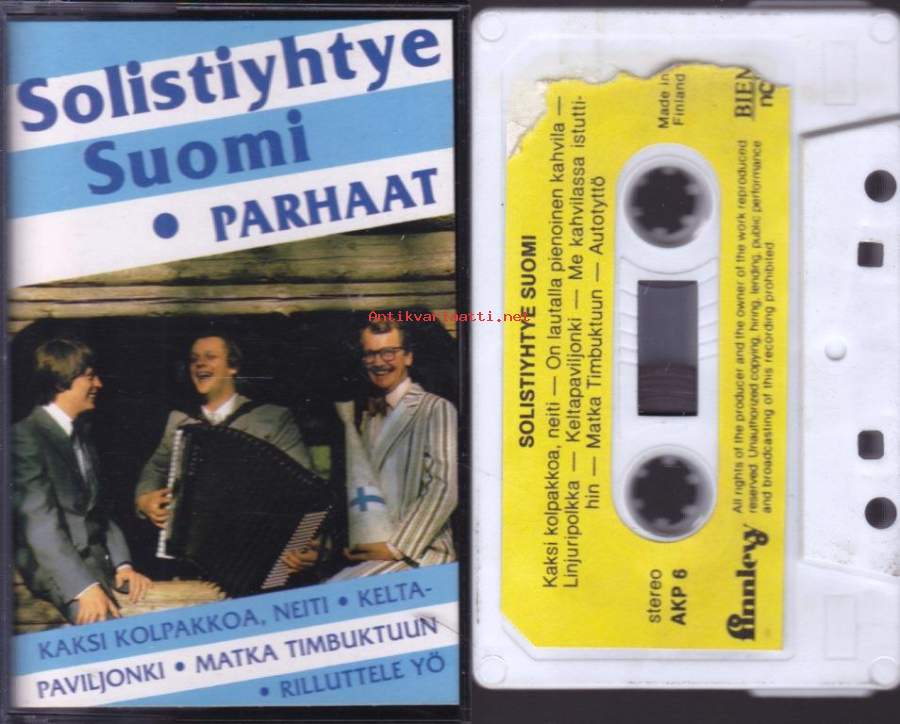 Solistiyhtye
Suomi
• PARHAAT
KAKSI KOLPAKKOA, NEITI • KELTA-
PAVILJONKI • MATKA TIMBUKTUUN
• RILLUTTELE YÖ
Antikvariaatti.net
SOLISTIYHTYE SUOMI
Kaksi kolpakkoa, neiti — On lautalla pienoinen kahvila —
Linjuripolkka — Keltapaviljonki — Me kahvilassa istutti-
hin — Matka Timbuktuun — Autotyttö
Made in
Finland
BIEM
stereo
AKP 6
finnlevy
All rights of the producer and the owner of the work reproduced
reserved. Unauthorized copying, hiring, lending, public performance
and broadcasting of this recording prohibited